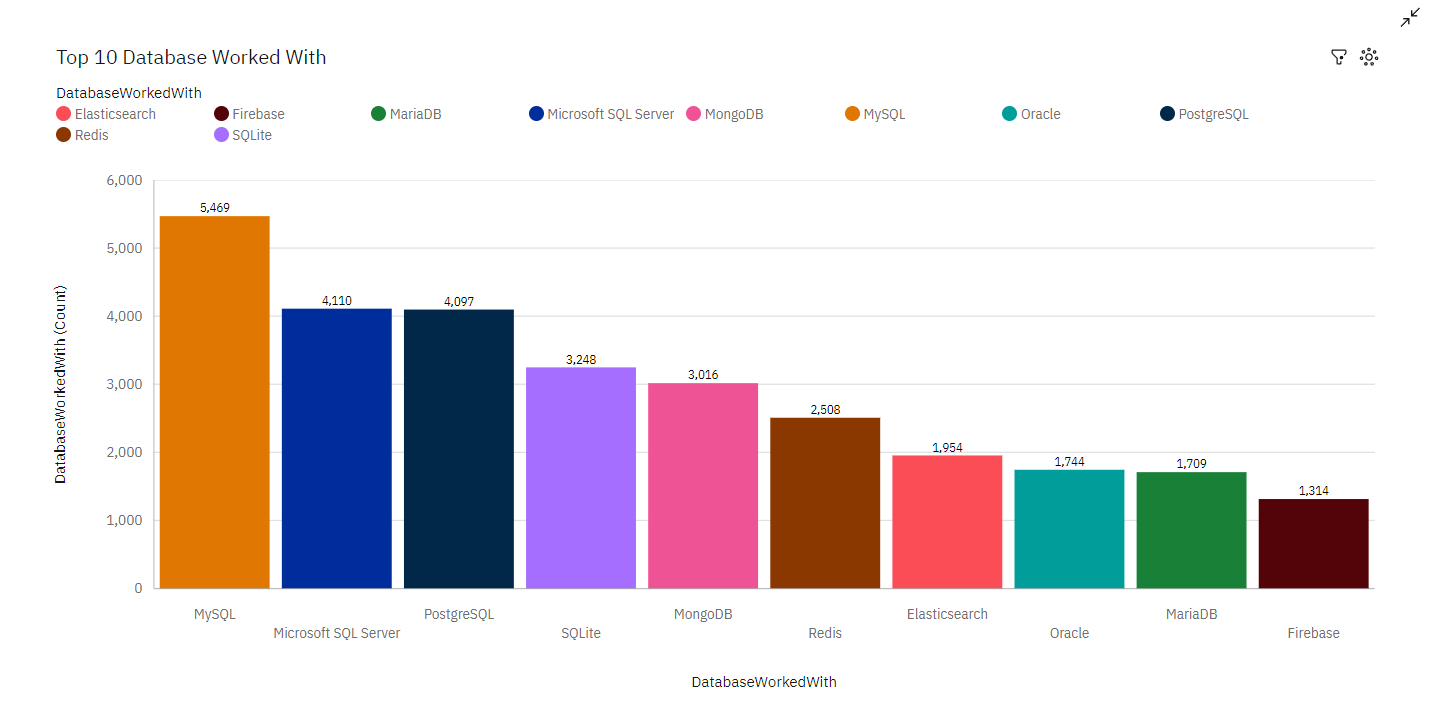 Top 10 Database Worked With
DatabaseWorkedWith
Elasticsearch Firebase MariaDB Microsoft SQL Server MongoDB MySQL Oracle PostgreSQL
Redis SQLite
6,000
5,469
5,000
4,110
4,097
4,000
3,248
3,016
3,000
2,508
2,000
1,954
1,744
1,709
1,314
1,000
0
DatabaseWorkedWith (Count)
MySQL PostgreSQL MongoDB Elasticsearch MariaDB
Microsoft SQL Server SQLite Redis Oracle Firebase
DatabaseWorkedWith